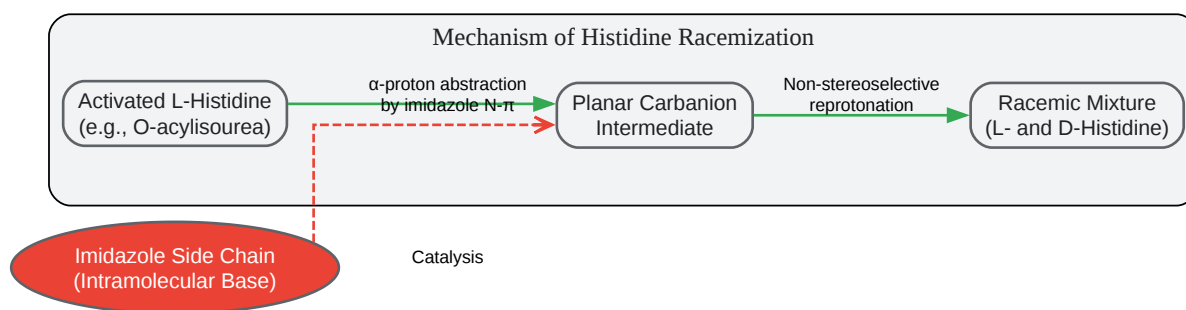 Mechanism of Histidine Racemization
Activated L-Histidine
(e.g., O-acylisourea)
α-proton abstraction
by imidazole N-π
Planar Carbanion
Intermediate
Non-stereoselective
reprotonation
Racemic Mixture
(L- and D-Histidine)
Imidazole Side Chain
(Intramolecular Base)
Catalysis